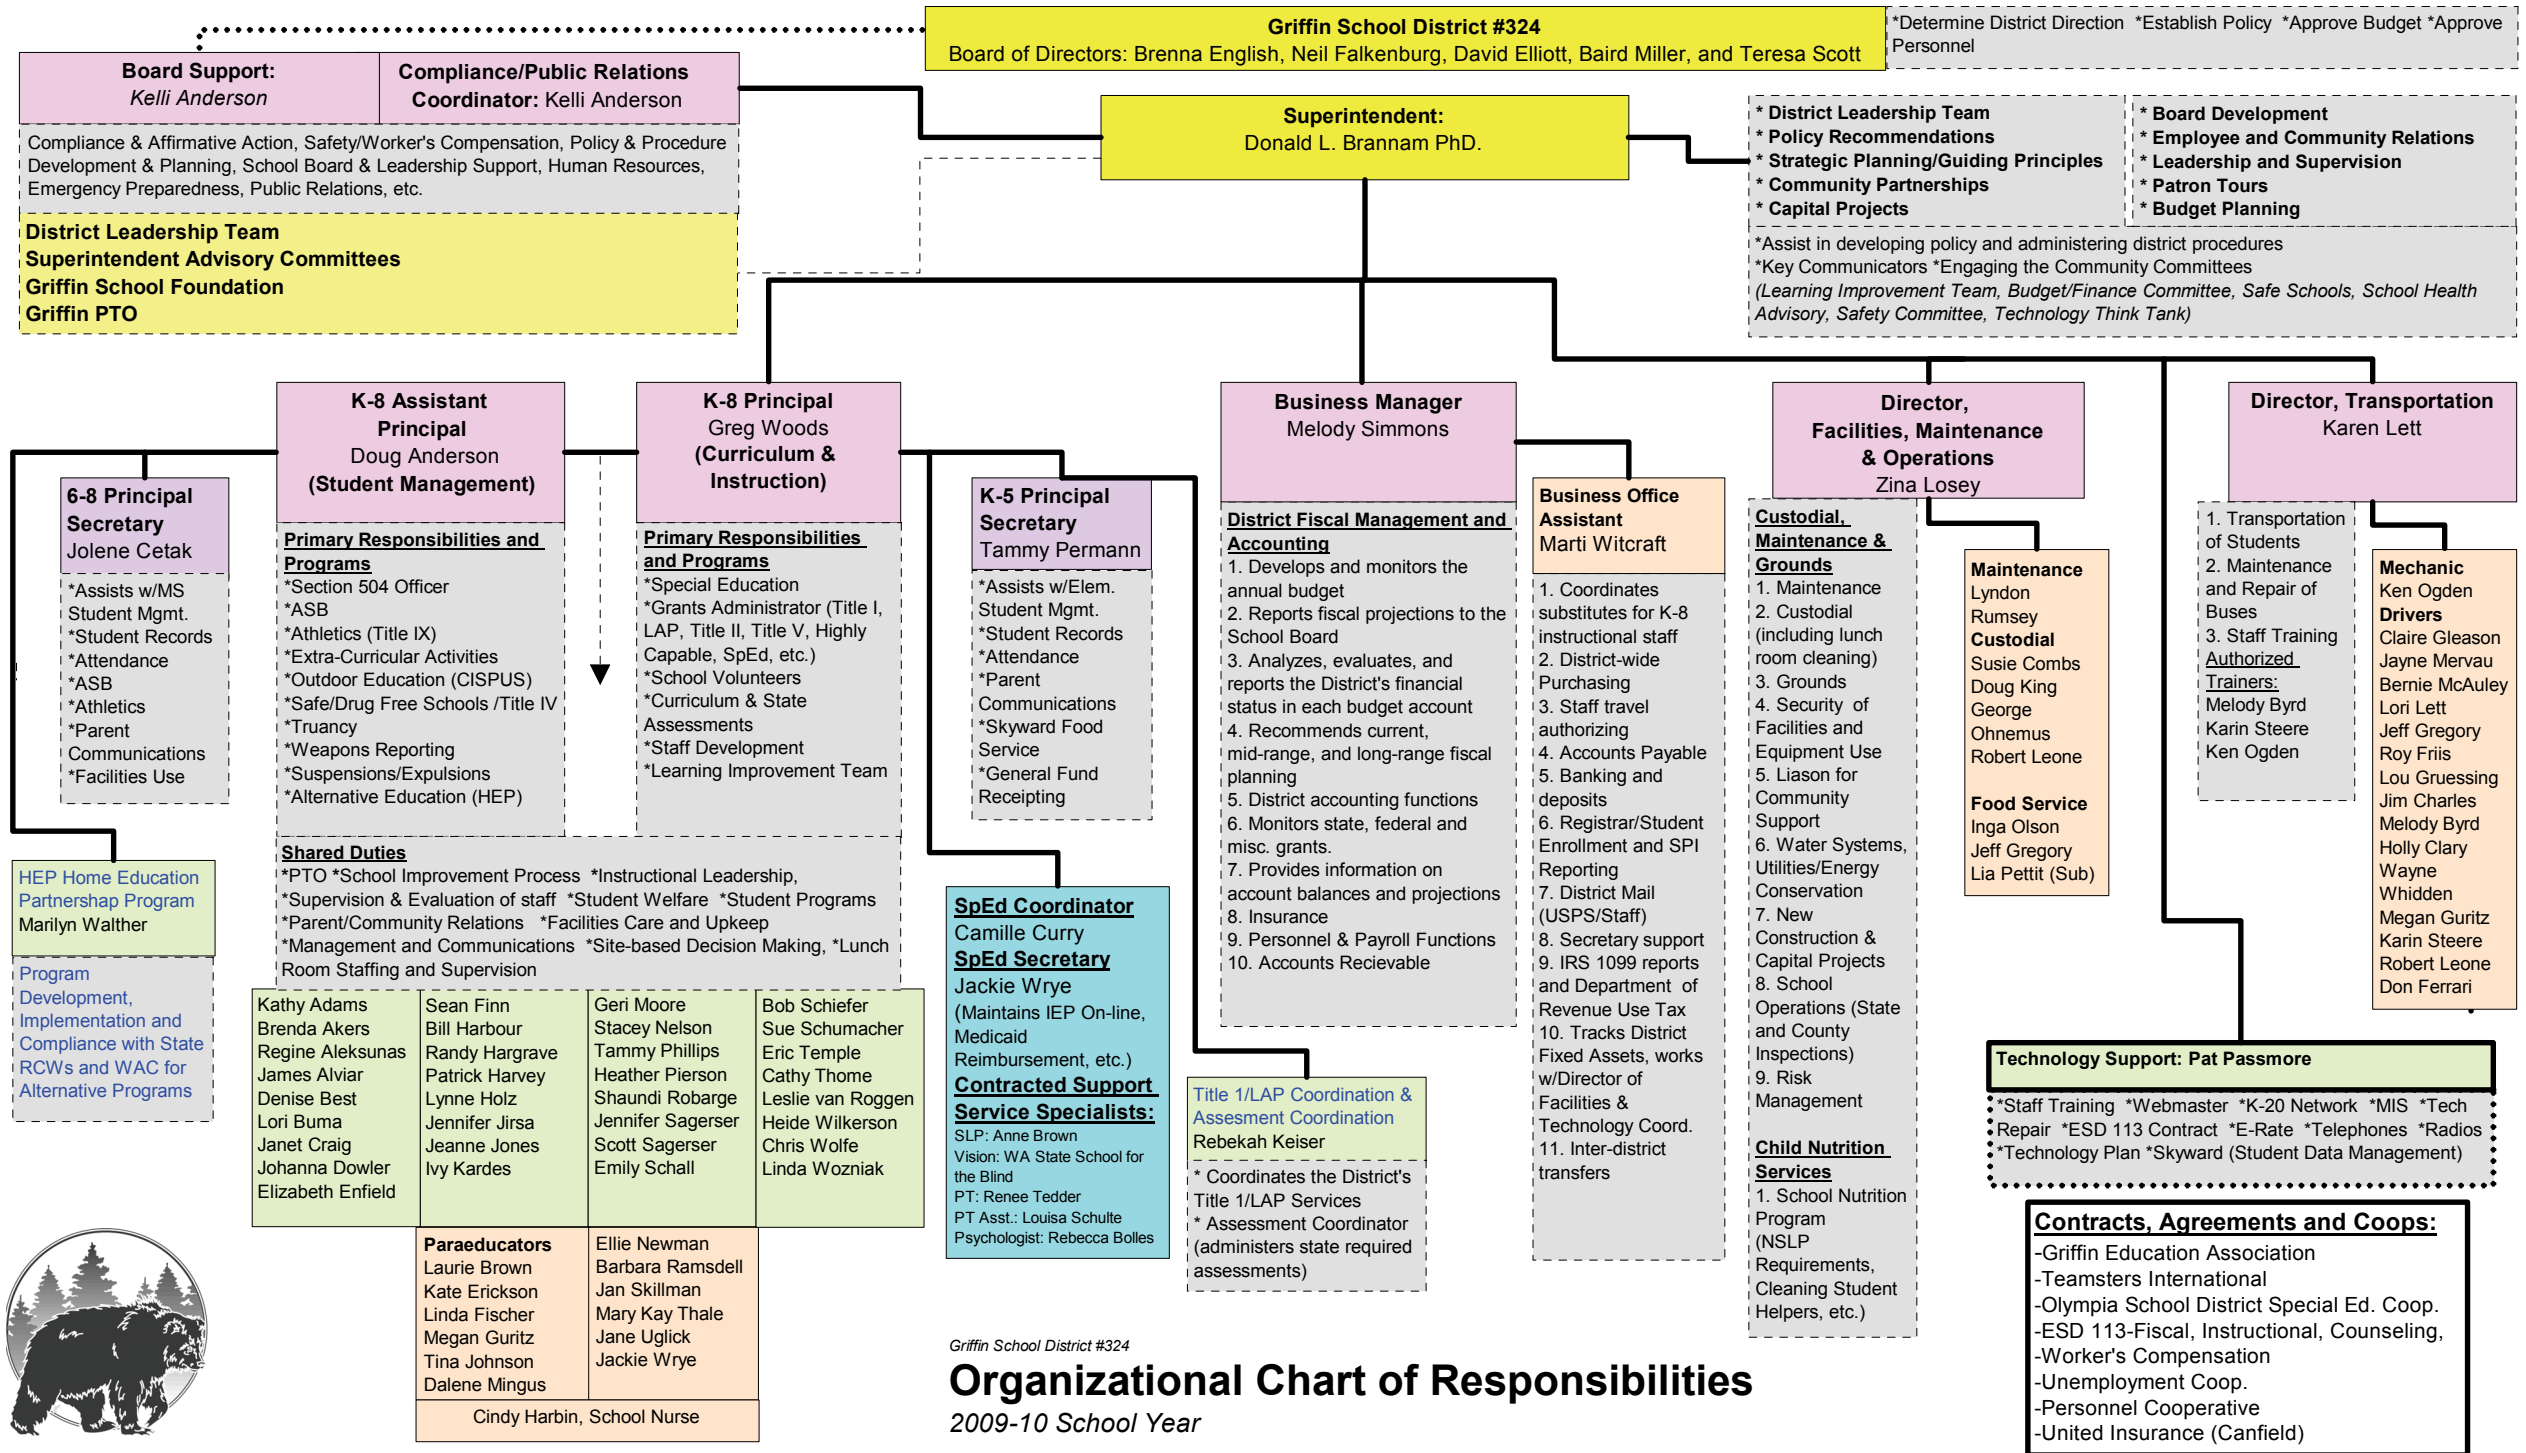 Griffin School District #324
Board of Directors: Brenna English, Neil Falkenburg, David Elliott, Baird Miller, and Teresa Scott
*Determine District Direction *Establish Policy *Approve Budget *Approve
Personnel
Board Support:
Kelli Anderson
Compliance/Public Relations
Coordinator: Kelli Anderson
Compliance & Affirmative Action, Safety/Worker's Compensation, Policy & Procedure
Development & Planning, School Board & Leadership Support, Human Resources,
Emergency Preparedness, Public Relations, etc.
District Leadership Team
Superintendent Advisory Committees
Griffin School Foundation
Griffin PTO
Superintendent:
Donald L. Brannam PhD.
* District Leadership Team
* Policy Recommendations
* Strategic Planning/Guiding Principles
* Community Partnerships
* Capital Projects
* Board Development
* Employee and Community Relations
* Leadership and Supervision
* Patron Tours
* Budget Planning
*Assist in developing policy and administering district procedures
*Key Communicators *Engaging the Community Committees
(Learning Improvement Team, Budget/Finance Committee, Safe Schools, School Health
Advisory, Safety Committee, Technology Think Tank)
6-8 Principal
Secretary
Jolene Cetak
*Assists w/MS
Student Mgmt.
*Student Records
*Attendance
*ASB
*Athletics
*Parent
Communications
*Facilities Use
HEP Home Education
Partnershap Program
Marilyn Walther
Program
Development,
Implementation and
Compliance with State
RCWs and WAC for
Alternative Programs
K-8 Assistant
Principal
Doug Anderson
(Student Management)
Primary Responsibilities and
Programs
*Section 504 Officer
*ASB
*Athletics (Title IX)
*Extra-Curricular Activities
*Outdoor Education (CISPUS)
*Safe/Drug Free Schools /Title IV
*Truancy
*Weapons Reporting
*Suspensions/Expulsions
*Alternative Education (HEP)
K-8 Principal
Greg Woods
(Curriculum &
Instruction)
Primary Responsibilities
and Programs
*Special Education
*Grants Administrator (Title I,
LAP, Title II, Title V, Highly
Capable, SpEd, etc.)
*School Volunteers
*Curriculum & State
Assessments
*Staff Development
*Learning Improvement Team
Shared Duties
*PTO *School Improvement Process *Instructional Leadership,
*Supervision & Evaluation of staff *Student Welfare *Student Programs
*Parent/Community Relations *Facilities Care and Upkeep
*Management and Communications *Site-based Decision Making, *Lunch
Room Staffing and Supervision
Kathy Adams
Brenda Akers
Regine Aleksunas
James Alviar
Denise Best
Lori Buma
Janet Craig
Johanna Dowler
Elizabeth Enfield
Sean Finn
Bill Harbour
Randy Hargrave
Patrick Harvey
Lynne Holz
Jennifer Jirsa
Jeanne Jones
Ivy Kardes
Geri Moore
Stacey Nelson
Tammy Phillips
Heather Pierson
Shaundi Robarge
Jennifer Sagerser
Scott Sagerser
Emily Schall
Bob Schiefer
Sue Schumacher
Eric Temple
Cathy Thome
Leslie van Roggen
Heide Wilkerson
Chris Wolfe
Linda Wozniak
Paraeducators
Laurie Brown
Kate Erickson
Linda Fischer
Megan Guritz
Tina Johnson
Dalene Mingus
Ellie Newman
Barbara Ramsdell
Jan Skillman
Mary Kay Thale
Jane Uglick
Jackie Wrye
Cindy Harbin, School Nurse
K-5 Principal
Secretary
Tammy Permann
*Assists w/Elem.
Student Mgmt.
*Student Records
*Attendance
*Parent
Communications
*Skyward Food
Service
*General Fund
Receipting
SpEd Coordinator
Camille Curry
SpEd Secretary
Jackie Wrye
(Maintains IEP On-line,
Medicaid
Reimbursement, etc.)
Contracted Support
Service Specialists:
SLP: Anne Brown
Vision: WA State School for
the Blind
PT: Renee Tedder
PT Asst.: Louisa Schulte
Psychologist: Rebecca Bolles
Title 1/LAP Coordination &
Assesment Coordination
Rebekah Keiser
* Coordinates the District's
Title 1/LAP Services
* Assessment Coordinator
(administers state required
assessments)
Business Manager
Melody Simmons
District Fiscal Management and
Accounting
1. Develops and monitors the
annual budget
2. Reports fiscal projections to the
School Board
3. Analyzes, evaluates, and
reports the District's financial
status in each budget account
4. Recommends current,
mid-range, and long-range fiscal
planning
5. District accounting functions
6. Monitors state, federal and
misc. grants.
7. Provides information on
account balances and projections
8. Insurance
9. Personnel & Payroll Functions
10. Accounts Recievable
Business Office
Assistant
Marti Witcraft
1. Coordinates
substitutes for K-8
instructional staff
2. District-wide
Purchasing
3. Staff travel
authorizing
4. Accounts Payable
5. Banking and
deposits
6. Registrar/Student
Enrollment and SPI
Reporting
7. District Mail
(USPS/Staff)
8. Secretary support
9. IRS 1099 reports
and Department of
Revenue Use Tax
10. Tracks District
Fixed Assets, works
w/Director of
Facilities &
Technology Coord.
11. Inter-district
transfers
Director,
Facilities, Maintenance
& Operations
Zina Losey
Custodial,
Maintenance &
Grounds
1. Maintenance
2. Custodial
(including lunch
room cleaning)
3. Grounds
4. Security of
Facilities and
Equipment Use
5. Liason for
Community
Support
6. Water Systems,
Utilities/Energy
Conservation
7. New
Construction &
Capital Projects
8. School
Operations (State
and County
Inspections)
9. Risk
Management
Child Nutrition
Services
1. School Nutrition
Program
(NSLP
Requirements,
Cleaning Student
Helpers, etc.)
Maintenance
Lyndon
Rumsey
Custodial
Susie Combs
Doug King
George
Ohnemus
Robert Leone
Food Service
Inga Olson
Jeff Gregory
Lia Pettit (Sub)
Director, Transportation
Karen Lett
1. Transportation
of Students
2. Maintenance
and Repair of
Buses
3. Staff Training
Authorized
Trainers:
Melody Byrd
Karin Steere
Ken Ogden
Mechanic
Ken Ogden
Drivers
Claire Gleason
Jayne Mervau
Bernie McAuley
Lori Lett
Jeff Gregory
Roy Friis
Lou Gruessing
Jim Charles
Melody Byrd
Holly Clary
Wayne
Whidden
Megan Guritz
Karin Steere
Robert Leone
Don Ferrari
Technology Support: Pat Passmore
*Staff Training *Webmaster *K-20 Network *MIS *Tech
Repair *ESD 113 Contract *E-Rate *Telephones *Radios
*Technology Plan *Skyward (Student Data Management)
Contracts, Agreements and Coops:
-Griffin Education Association
-Teamsters International
-Olympia School District Special Ed. Coop.
-ESD 113-Fiscal, Instructional, Counseling,
-Worker's Compensation
-Unemployment Coop.
-Personnel Cooperative
-United Insurance (Canfield)
Griffin School District #324
Organizational Chart of Responsibilities
2009-10 School Year